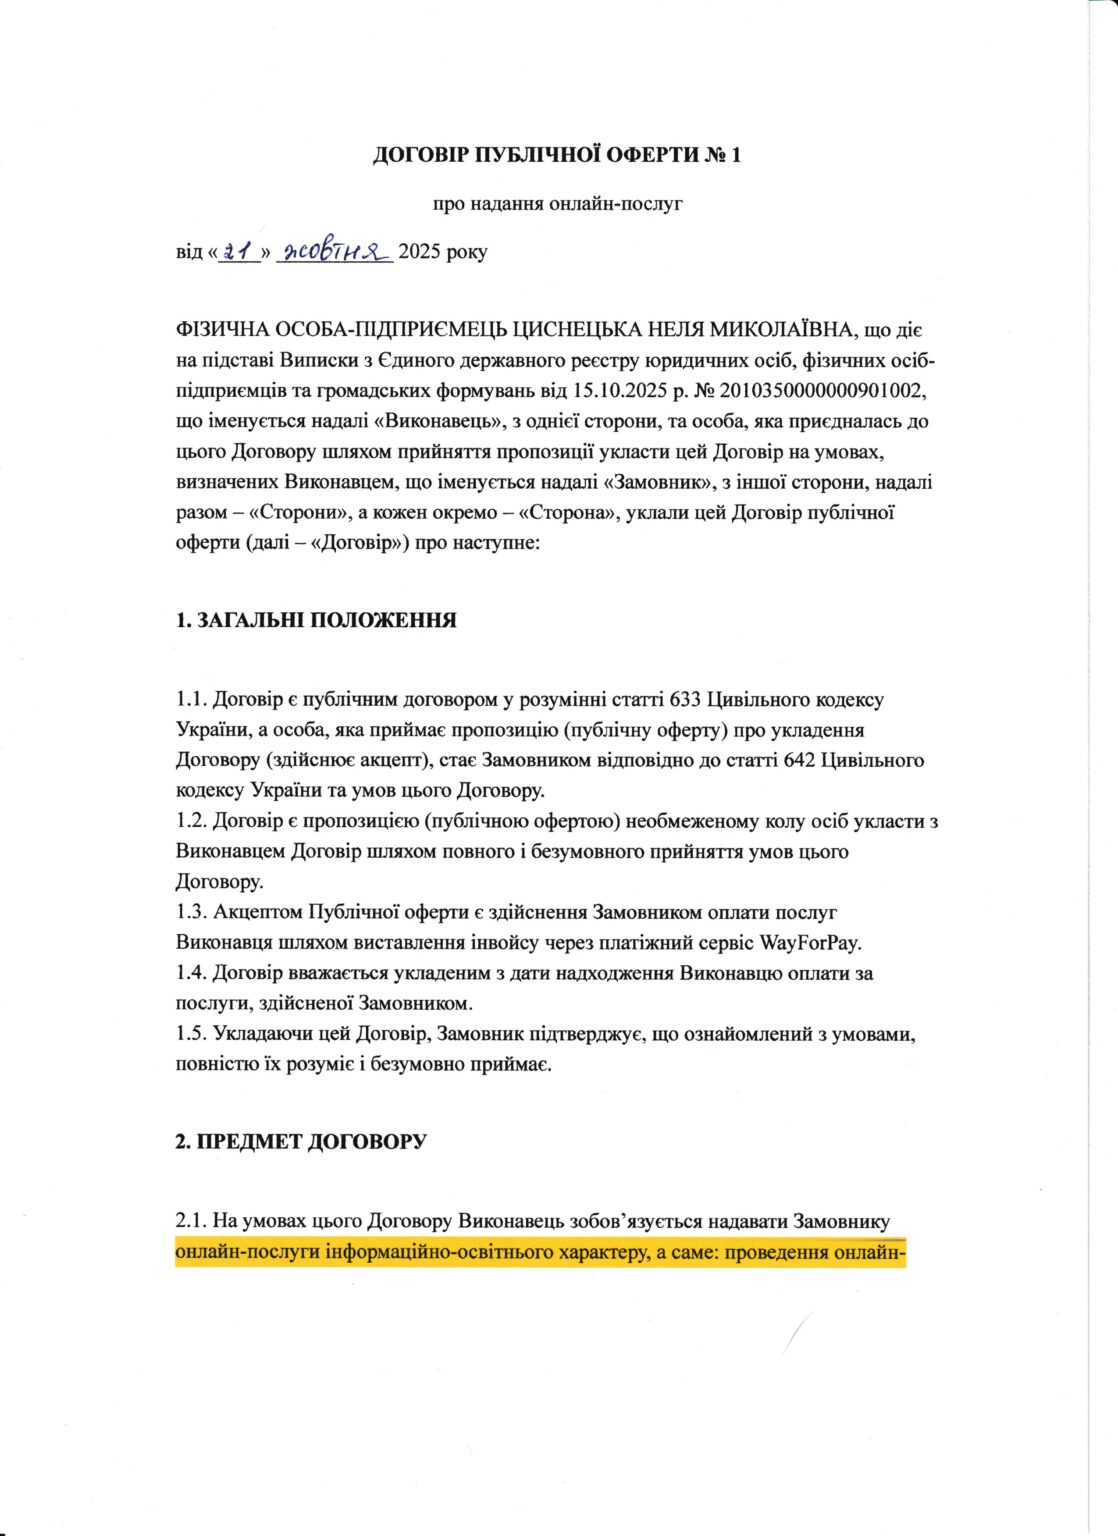 ДОГОВІР ПУБЛІЧНОЇ ОФЕРТИ № 1
про надання онлайн-послуг
від «21» жовтня 2025 року
ФІЗИЧНА ОСОБА-ПІДПРИЄМЕЦЬ ЦИСНЕЦЬКА НЕЛЯ МИКОЛАЇВНА, що діє
на підставі Виписки з Єдиного державного реєстру юридичних осіб, фізичних осіб-
підприємців та громадських формувань від 15.10.2025 р. № 2010350000000901002,
що іменується надалі «Виконавець», з однієї сторони, та особа, яка приєдналась до
цього Договору шляхом прийняття пропозиції укласти цей Договір на умовах,
визначених Виконавцем, що іменується надалі «Замовник», з іншої сторони, надалі
разом – «Сторони», а кожен окремо – «Сторона», уклали цей Договір публічної
оферти (далі – «Договір») про наступне:
1. ЗАГАЛЬНІ ПОЛОЖЕННЯ
1.1. Договір є публічним договором у розумінні статті 633 Цивільного кодексу
України, а особа, яка приймає пропозицію (публічну оферту) про укладення
Договору (здійснює акцепт), стає Замовником відповідно до статті 642 Цивільного
кодексу України та умов цього Договору.
1.2. Договір є пропозицією (публічною офертою) необмеженому колу осіб укласти з
Виконавцем Договір шляхом повного і безумовного прийняття умов цього
Договору.
1.3. Акцептом Публічної оферти є здійснення Замовником оплати послуг
Виконавця шляхом виставлення інвойсу через платіжний сервіс WayForPay.
1.4. Договір вважається укладеним з дати надходження Виконавцю оплати за
послуги, здійсненої Замовником.
1.5. Укладаючи цей Договір, Замовник підтверджує, що ознайомлений з умовами,
повністю їх розуміє і безумовно приймає.
2. ПРЕДМЕТ ДОГОВОРУ
2.1. На умовах цього Договору Виконавець зобов’язується надавати Замовнику
онлайн-послуги інформаційно-освітнього характеру, а саме: проведення онлайн-